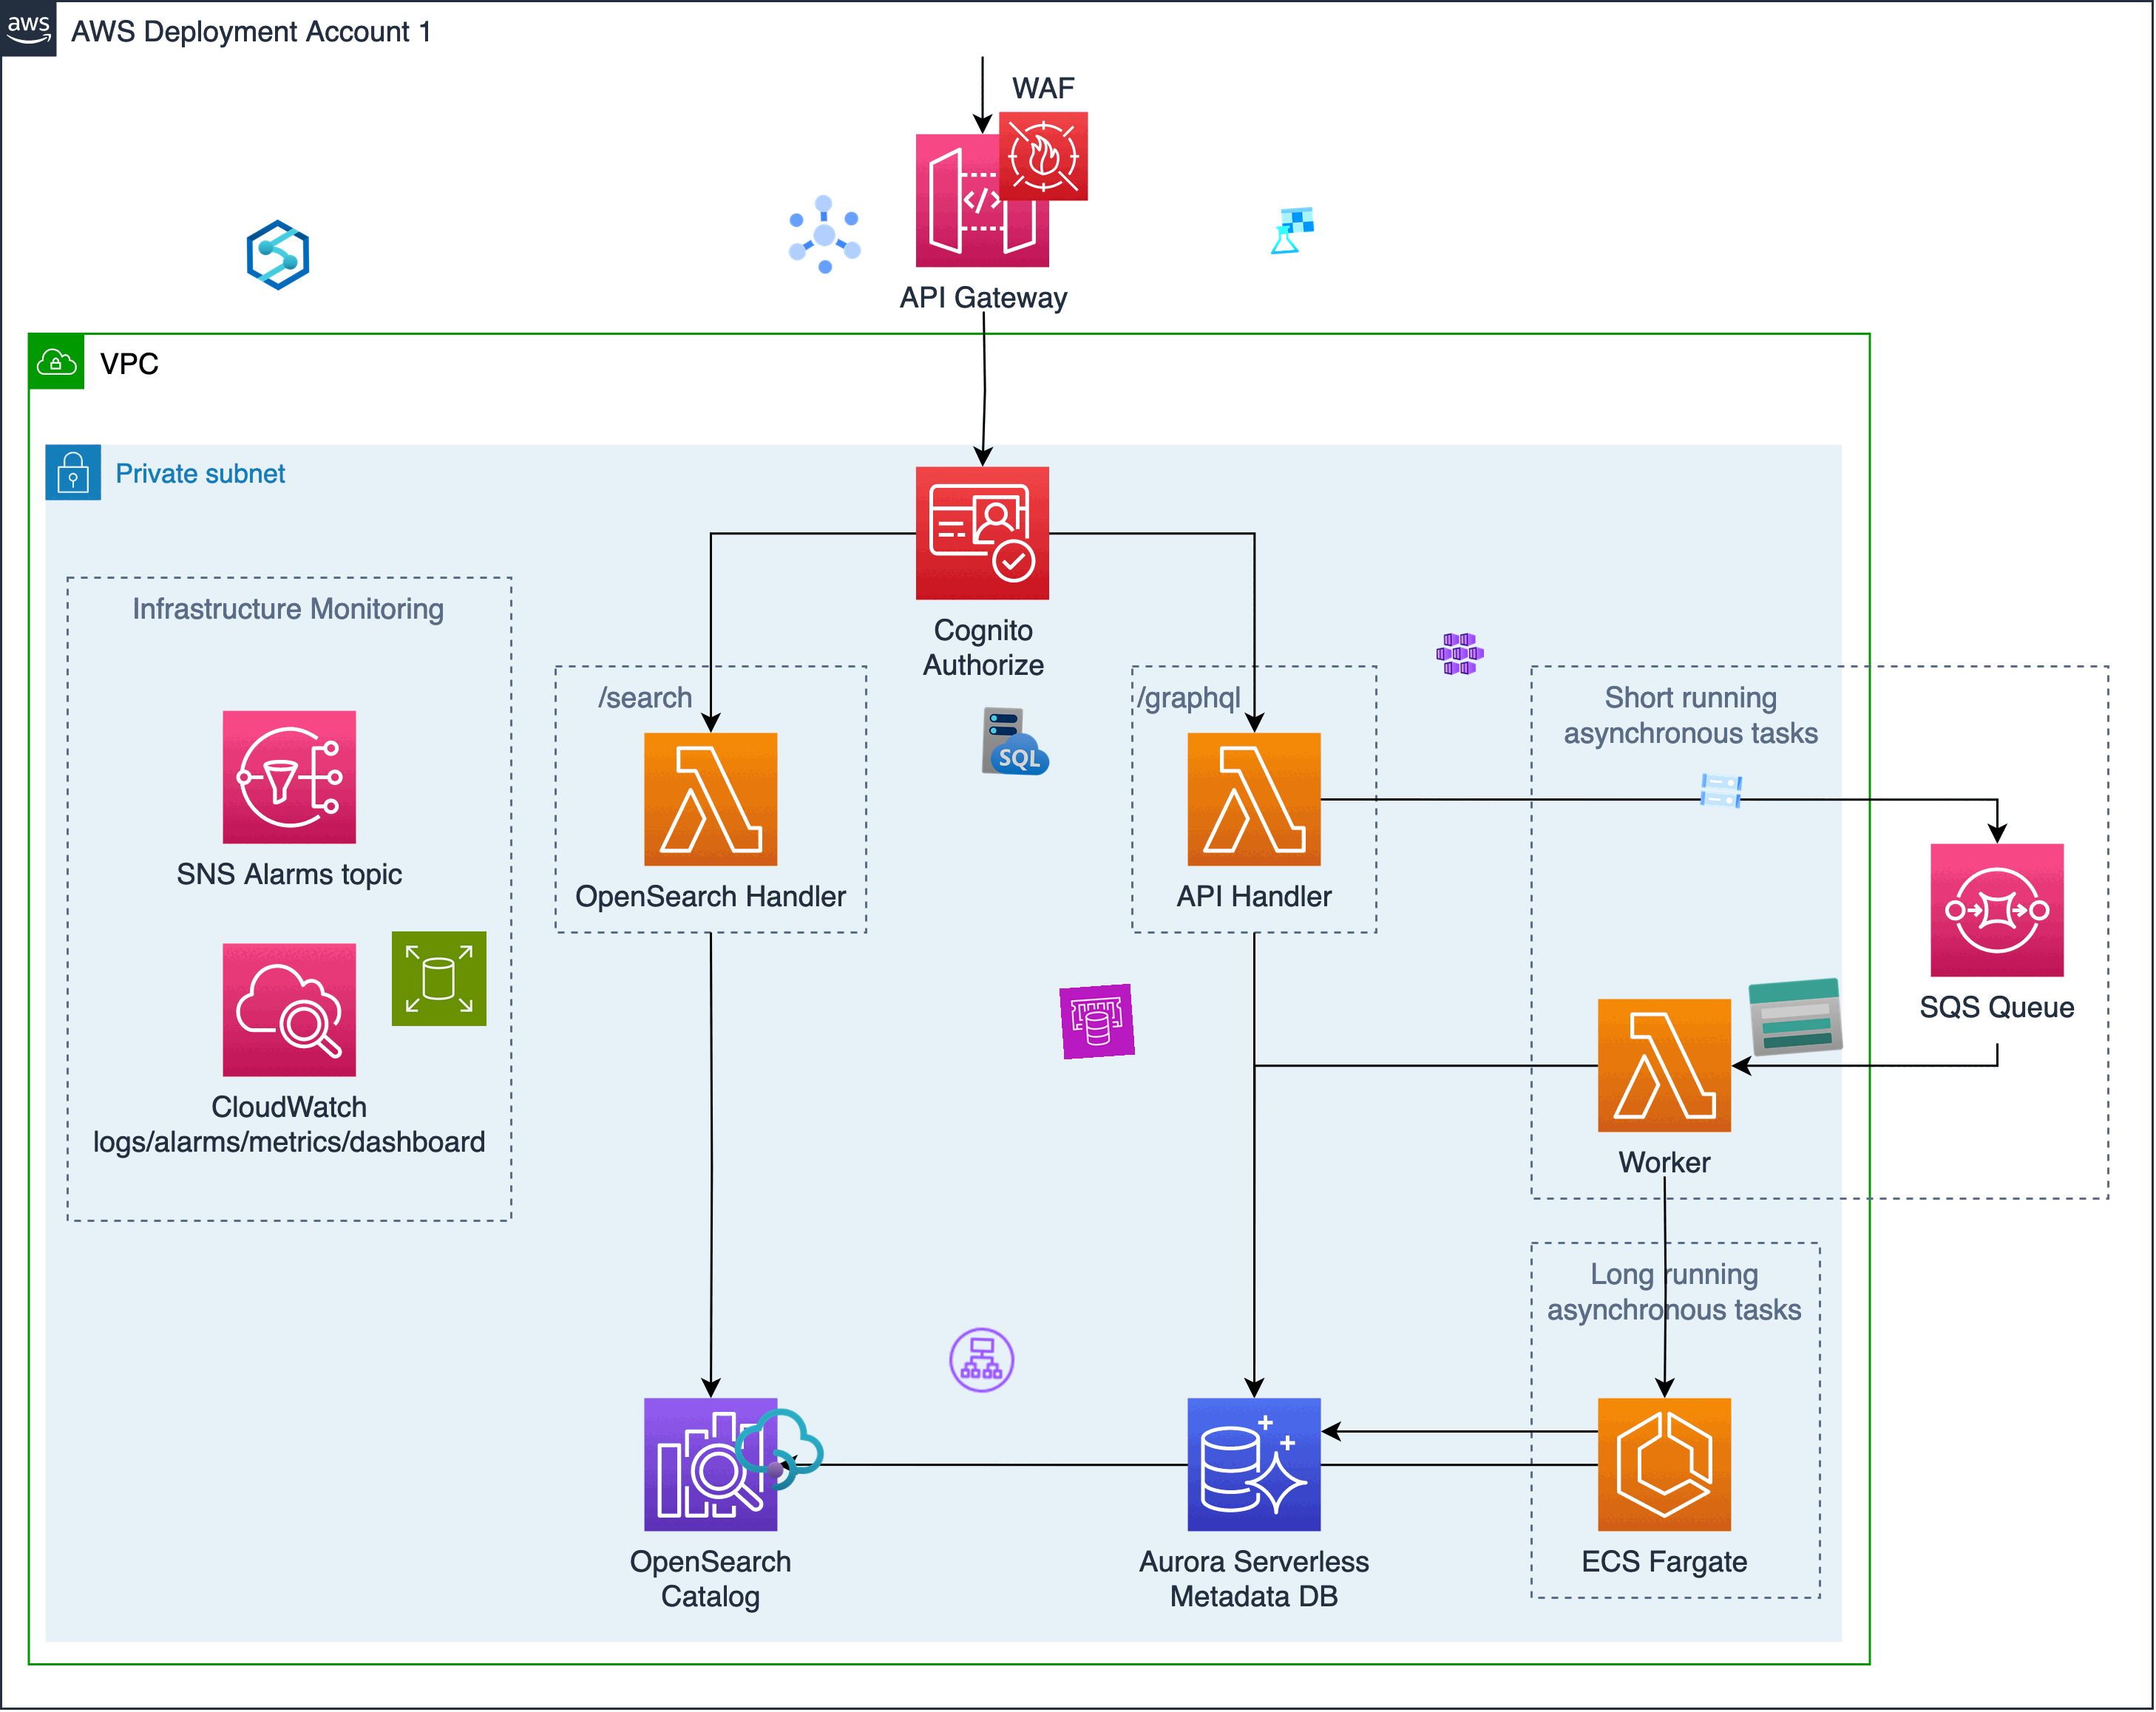 aws
AWS Deployment Account 1
WAF
API Gateway
VPC
Private subnet
Cognito
Authorize
Infrastructure Monitoring
/search
/graphql
Short running
asynchronous tasks
SQL
SNS Alarms topic
OpenSearch Handler
API Handler
SQS Queue
CloudWatch
logs/alarms/metrics/dashboard
Worker
Long running
asynchronous tasks
OpenSearch
Catalog
Aurora Serverless
Metadata DB
ECS Fargate